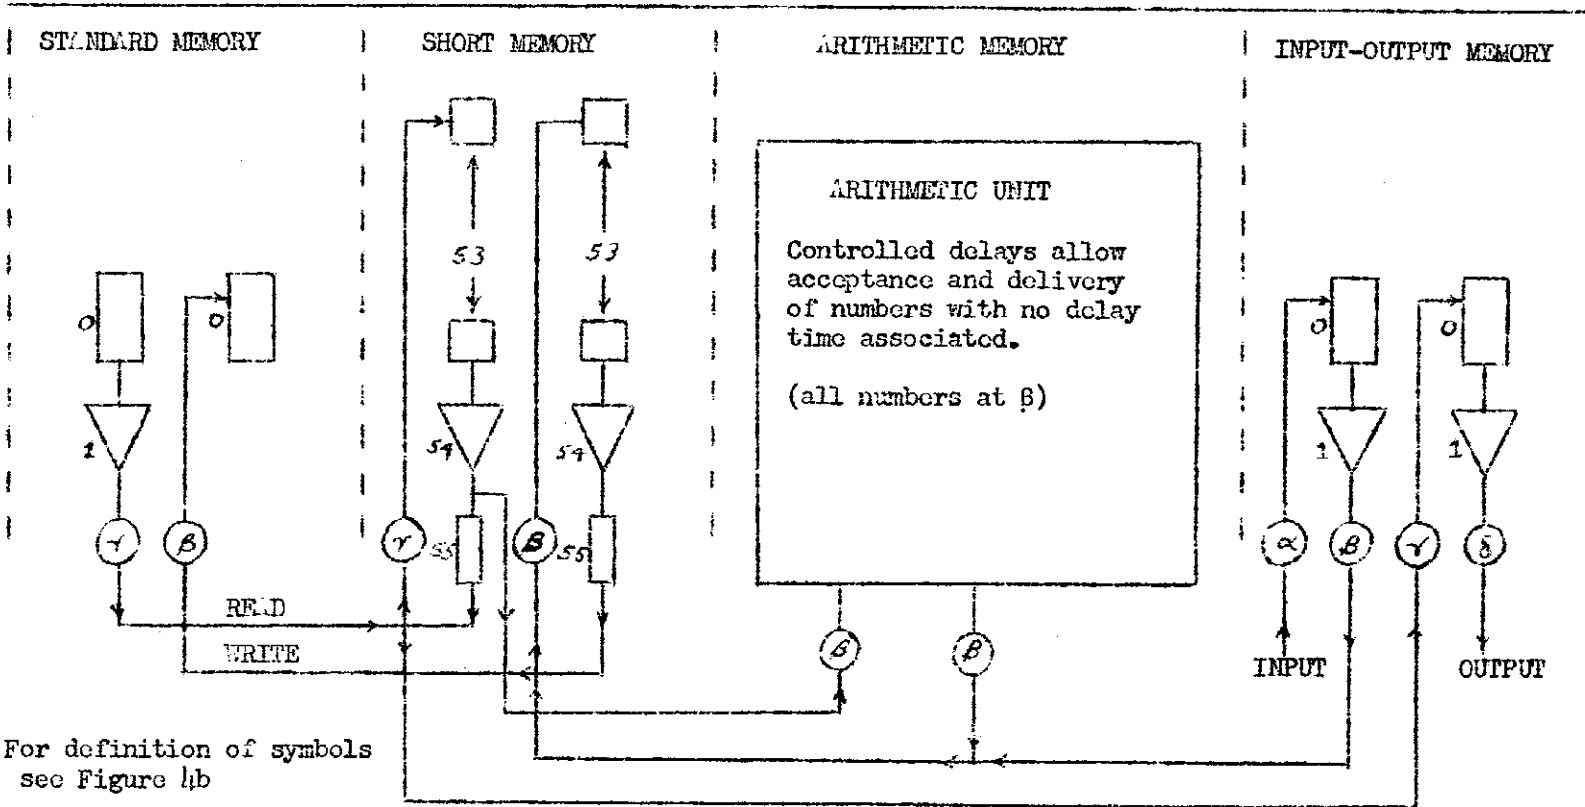 STANDARD MEMORY
SHORT MEMORY
ARITHMETIC MEMORY
INPUT-OUTPUT MEMORY
ARITHMETIC UNIT
Controlled delays allow
acceptance and delivery
of numbers with no delay
time associated.
(all numbers at β)
53
53
0
0
0
0
1
54
54
1
1
γ
β
γ
55
β
55
α
β
γ
δ
READ
WRITE
β
β
INPUT
OUTPUT
For definition of symbols
see Figure 4b